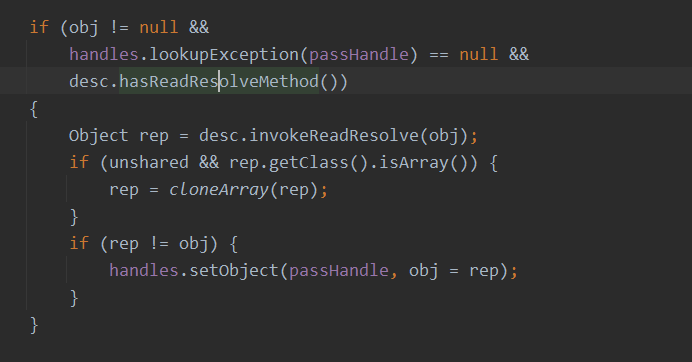 if (obj != null &&
handles.lookupException(passHandle) == null &&
desc.hasReadResolveMethod())
{
Object rep = desc.invokeReadResolve(obj);
if (unshared && rep.getClass().isArray()) {
rep = cloneArray(rep);
}
if (rep != obj) {
handles.setObject(passHandle, obj = rep);
}
}